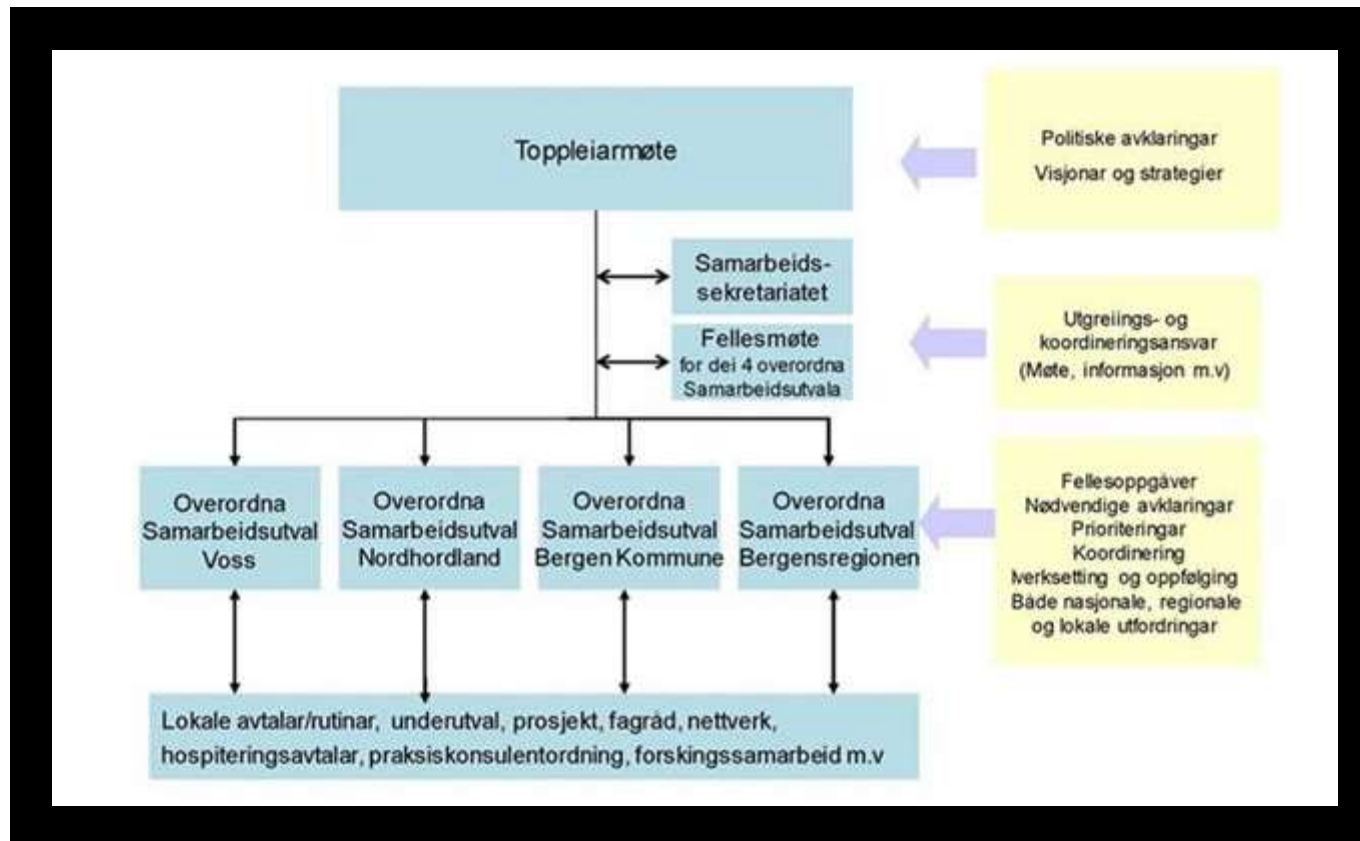 Toppleiarmøte
Politiske avklaringar
Visjonar og strategier
Samarbeids-
sekretariatet
Fellesmøte
for dei 4 overordna
Samarbeidsutvala
Utgreiings- og
koordineringsansvar
(Møte, informasjon m.v)
Overordna
Samarbeidsutval
Voss
Overordna
Samarbeidsutval
Nordhordland
Overordna
Samarbeidsutval
Bergen Kommune
Overordna
Samarbeidsutval
Bergensregionen
Fellesoppgåver
Nødvendige avklaringar
Prioriteringar
Koordinering
Iverksetting og oppfølging
Både nasjonale, regionale
og lokale utfordringar
Lokale avtalar/rutinar, underutval, prosjekt, fagråd, nettverk,
hospiteringsavtalar, praksiskonsulentordning, forskingssamarbeid m.v